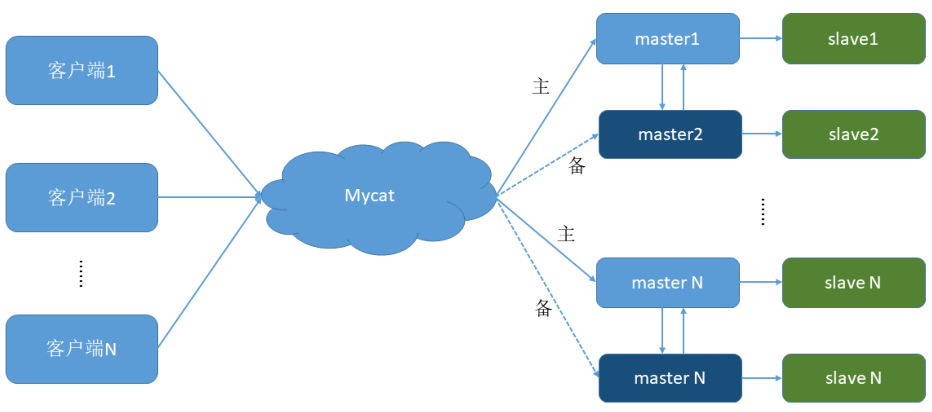 客户端1
客户端2
......
客户端N
Mycat
主
备
主
备
master1
slave1
master2
slave2
......
master N
slave N
master N
slave N